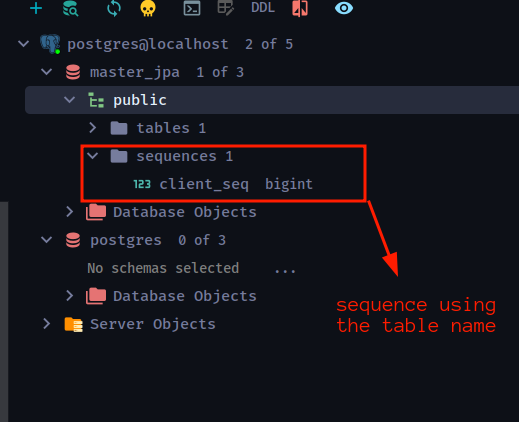 DDL
postgres@localhost 2 of 5
master_jpa 1 of 3
public
tables 1
sequences 1
123 client_seq bigint
Database Objects
postgres 0 of 3
No schemas selected ...
Database Objects
Server Objects
sequence using
the table name